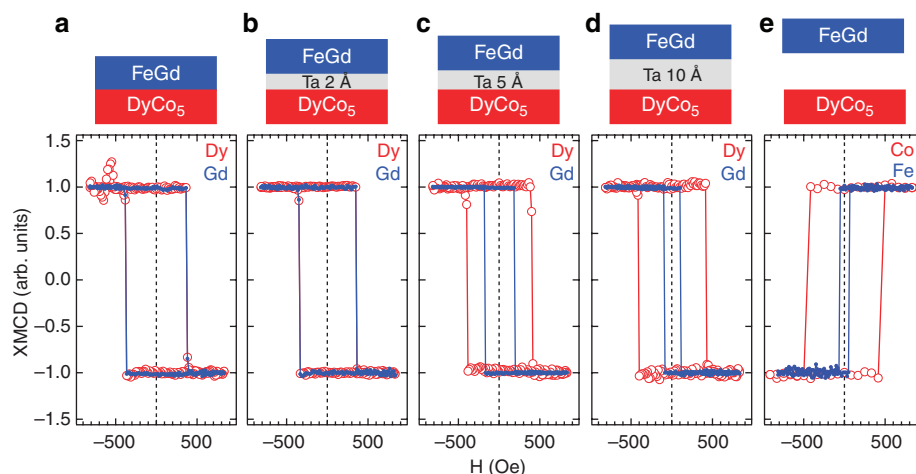 a b c d e
FeGd
DyCo5
FeGd
Ta 2 Å
DyCo5
FeGd
Ta 5 Å
DyCo5
FeGd
Ta 10 Å
DyCo5
FeGd
DyCo5
XMCD (arb. units)
1.5
1.0
0.5
0.0
−0.5
−1.0
−1.5
Dy
Gd
Dy
Gd
Dy
Gd
Dy
Gd
Co
Fe
−500 500 −500 500 −500 500 −500 500 −500 500
H (Oe)